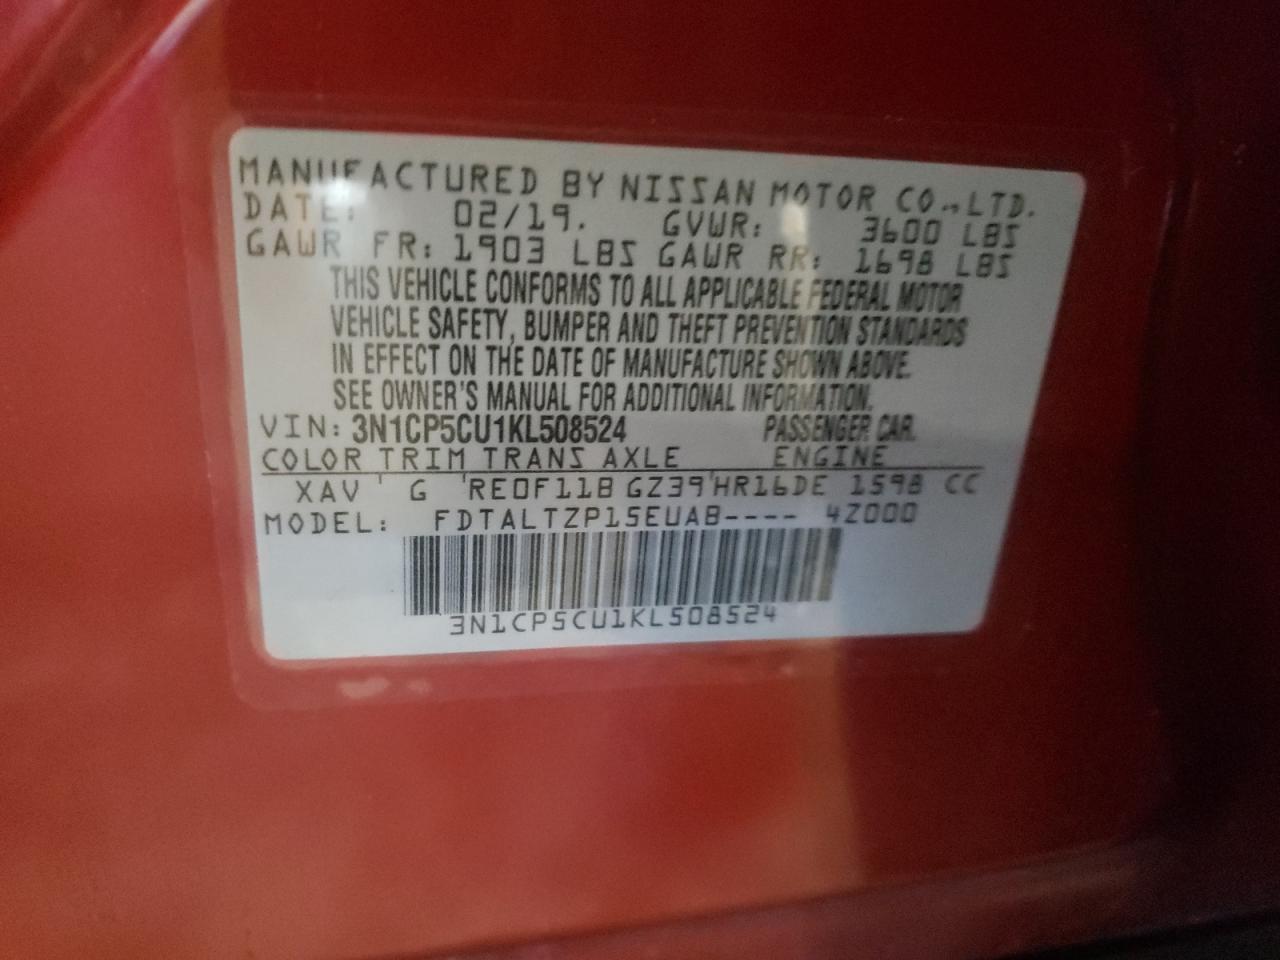 MANUFACTURED BY NISSAN MOTOR CO.,LTD.
DATE: 02/19. GVWR: 3600 LBS
GAWR FR: 1903 LBS GAWR RR: 1698 LBS
THIS VEHICLE CONFORMS TO ALL APPLICABLE FEDERAL MOTOR
VEHICLE SAFETY, BUMPER AND THEFT PREVENTION STANDARDS
IN EFFECT ON THE DATE OF MANUFACTURE SHOWN ABOVE.
SEE OWNER'S MANUAL FOR ADDITIONAL INFORMATION.
VIN: 3N1CP5CU1KL508524 PASSENGER CAR.
COLOR TRIM TRANS AXLE ENGINE
XAV ' G 'RE0F11B GZ39'HR16DE 1598 CC
MODEL: FDTALTZP15EUAB---- 4Z000
3N1CP5CU1KL508524